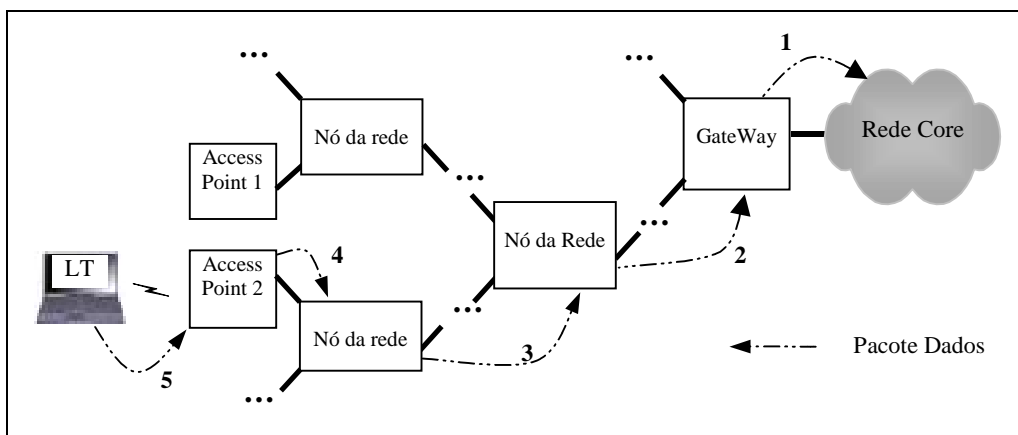 ...
...
1
Nó da rede
GateWay
Rede Core
Access
Point 1
...
...
Nó da Rede
2
LT
Access
Point 2
4
...
Nó da rede
3
Pacote Dados
5
...